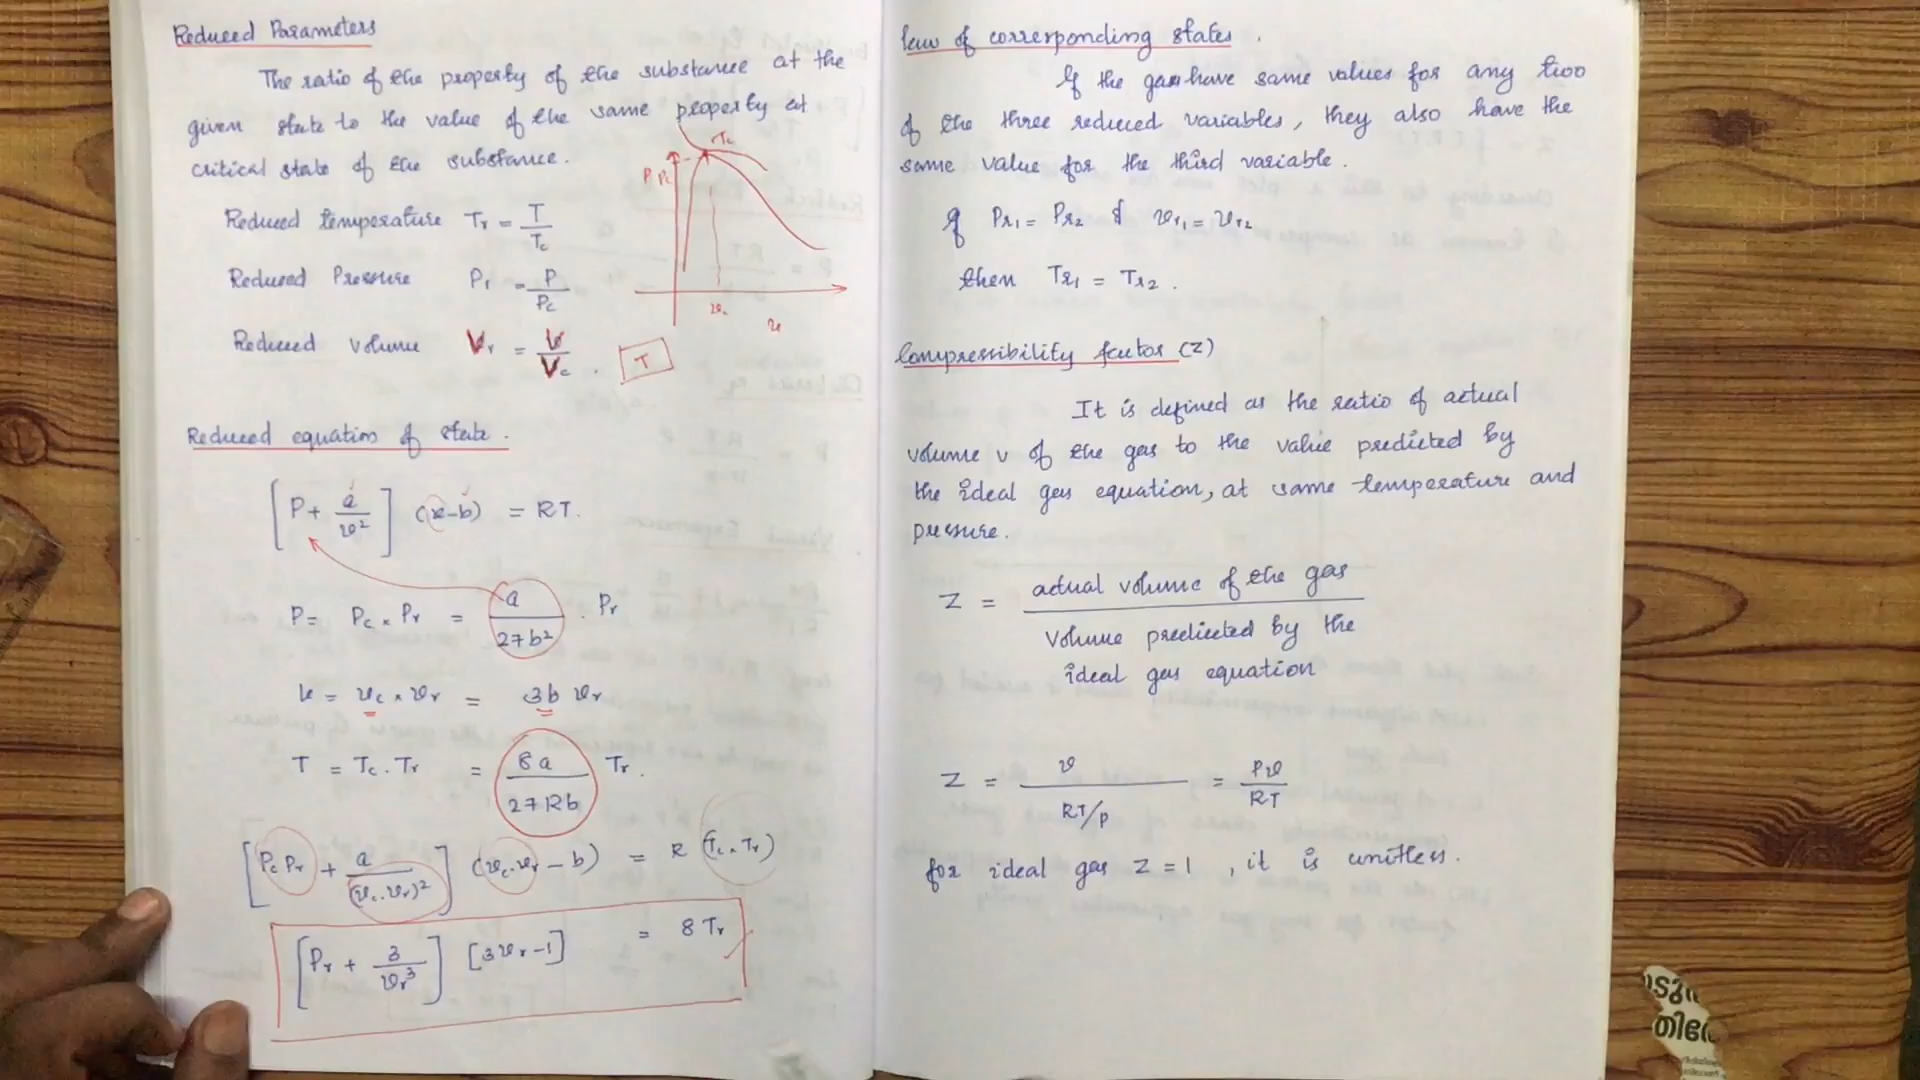 Reduced Parameters
The ratio of the property of the substance at the
given state to the value of the same property at
critical state of the substance.
Tc
P Pc
Reduced temperature Tr = T/Tc
Reduced Pressure Pr = P/Pc
vc
v
Reduced volume Vr = V/Vc .
T
Reduced equation of state .
[P + a/v²] (v-b) = RT.
P = Pc × Pr = a/27b² . Pr
v = vc × vr = 3b vr
T = Tc . Tr = 8a/27Rb Tr .
[Pc Pr + a/(vc.vr)²] (vc.vr - b) = R (Tc × Tr)
[Pr + 3/vr³] [3vr-1] = 8 Tr
law of corresponding states .
If the gas have same values for any two
of the three reduced variables, they also have the
same value for the third variable .
If Pr1 = Pr2 & vr1 = vr2
then Tr1 = Tr2 .
Compressibility factor (Z)
It is defined as the ratio of actual
volume v of the gas to the value predicted by
the ideal gas equation, at same temperature and
pressure.
Z = actual volume of the gas
Volume predicted by the
ideal gas equation
Z = v / RT/P = Pv/RT
for ideal gas Z = 1 , it is unitless.